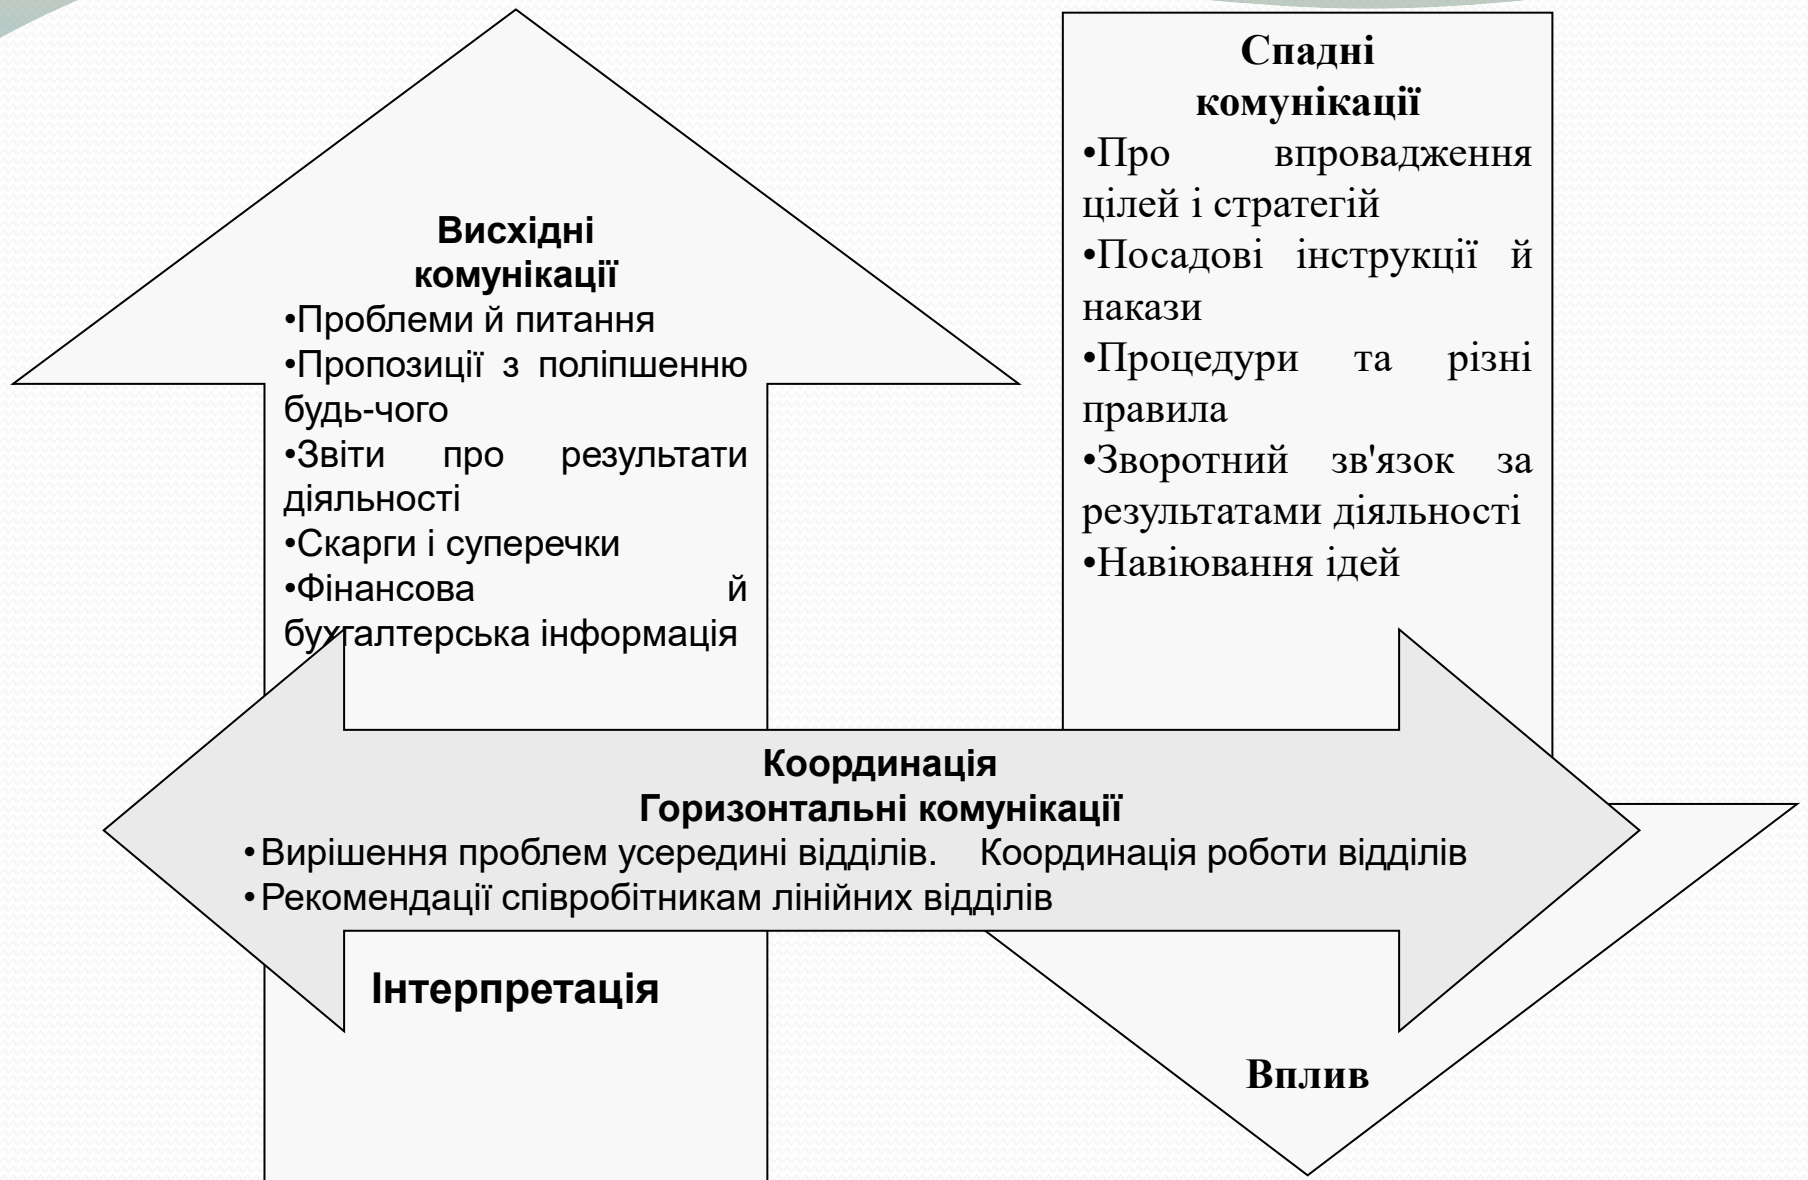 Висхідні
комунікації
•Проблеми й питання
•Пропозиції з поліпшенню
будь-чого
•Звіти про результати
діяльності
•Скарги і суперечки
•Фінансова й
бухгалтерська інформація
Спадні
комунікації
•Про впровадження
цілей і стратегій
•Посадові інструкції й
накази
•Процедури та різні
правила
•Зворотний зв'язок за
результатами діяльності
•Навіювання ідей
Координація
Горизонтальні комунікації
•Вирішення проблем усередині відділів. Координація роботи відділів
•Рекомендації співробітникам лінійних відділів
Інтерпретація
Вплив